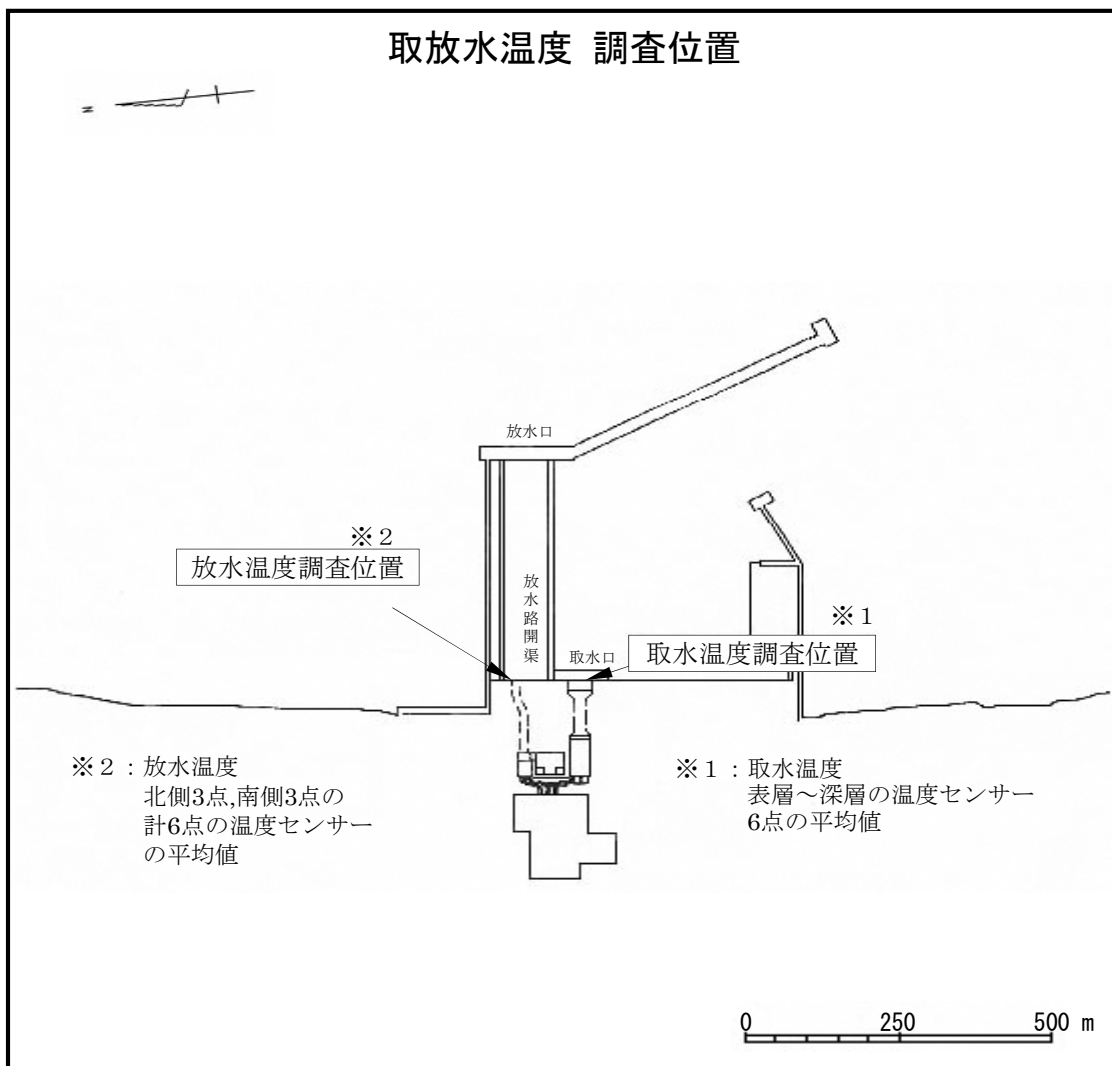 取放水温度 調査位置
N
放水口
※2
放水温度調査位置
放水路開渠
※1
取水口
取水温度調査位置
※2：放水温度
北側3点,南側3点の
計6点の温度センサー
の平均値
※1：取水温度
表層～深層の温度センサー
6点の平均値
0 250 500 m